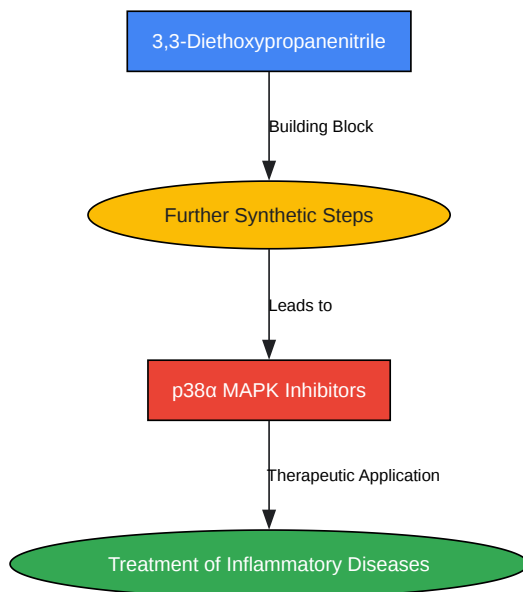 3,3-Diethoxypropanenitrile
Building Block
Further Synthetic Steps
Leads to
p38α MAPK Inhibitors
Therapeutic Application
Treatment of Inflammatory Diseases